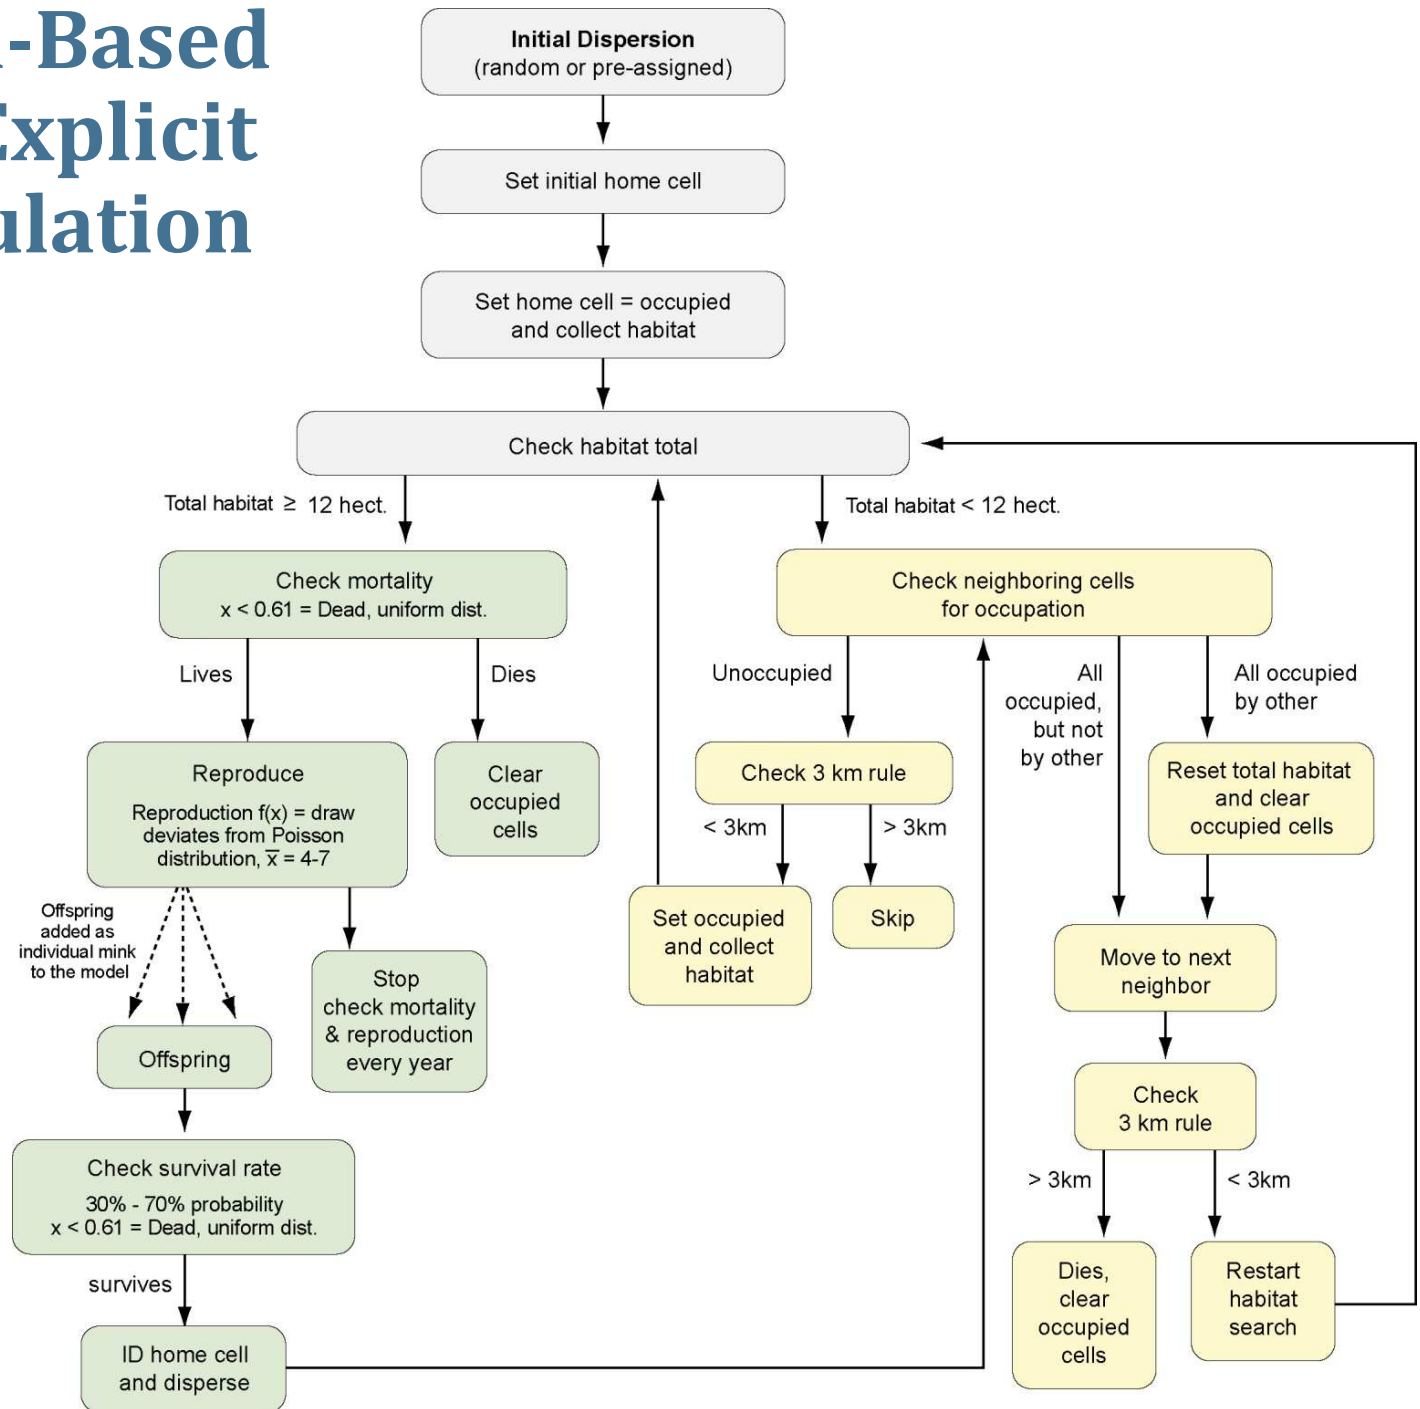 -Based
Explicit
ulation
Initial Dispersion
(random or pre-assigned)
Set initial home cell
Set home cell = occupied
and collect habitat
Check habitat total
Total habitat ≥ 12 hect.
Total habitat < 12 hect.
Check mortality
x < 0.61 = Dead, uniform dist.
Check neighboring cells
for occupation
Lives
Dies
Unoccupied
All
occupied,
but not
by other
All occupied
by other
Reproduce
Reproduction f(x) = draw
deviates from Poisson
distribution, x̅ = 4-7
Clear
occupied
cells
Check 3 km rule
Reset total habitat
and clear
occupied cells
< 3km
> 3km
Offspring
added as
individual mink
to the model
Stop
check mortality
& reproduction
every year
Set occupied
and collect
habitat
Skip
Move to next
neighbor
Offspring
Check
3 km rule
Check survival rate
30% - 70% probability
x < 0.61 = Dead, uniform dist.
> 3km
< 3km
survives
Dies,
clear
occupied
cells
Restart
habitat
search
ID home cell
and disperse